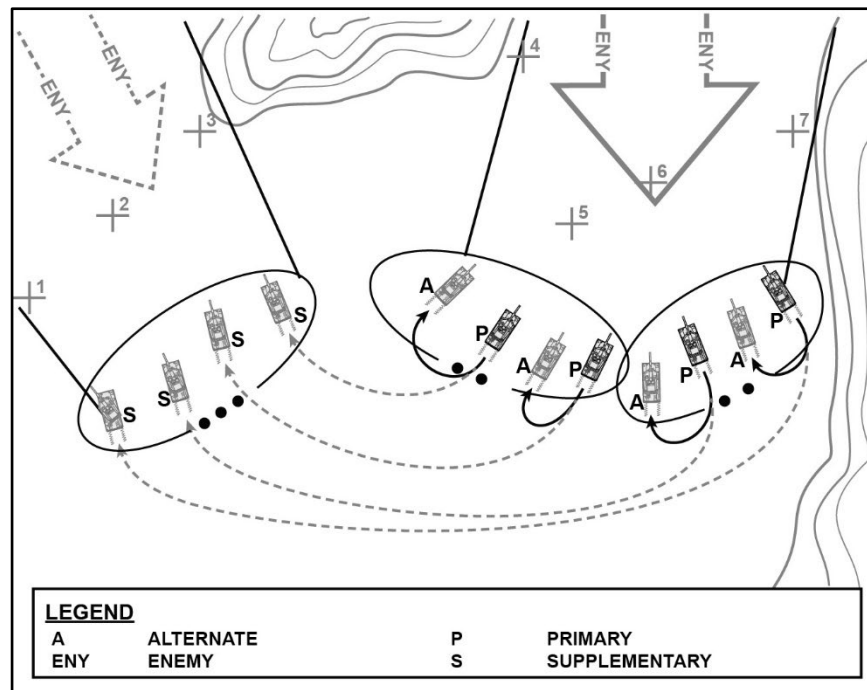 ENY
ENY
ENY
ENY
4
3
7
6
2
5
1
A
P
S
S
P
A
P
P
A
S
A
S
LEGEND
A ALTERNATE P PRIMARY
ENY ENEMY S SUPPLEMENTARY